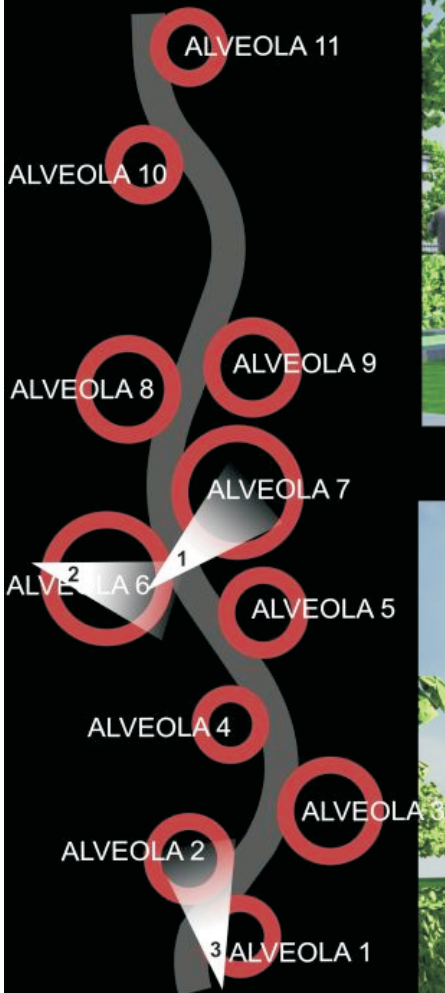 ALVEOLA 11
ALVEOLA 10
ALVEOLA 9
ALVEOLA 8
ALVEOLA 7
1
2
ALVEOLA 6
ALVEOLA 5
ALVEOLA 4
ALVEOLA 3
ALVEOLA 2
3
ALVEOLA 1